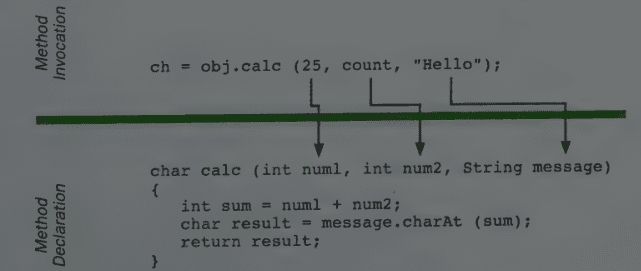 Method
Invocation
ch = obj.calc (25, count, "Hello");
Method
Declaration
char calc (int num1, int num2, String message)
{
int sum = num1 + num2;
char result = message.charAt (sum);
return result;
}